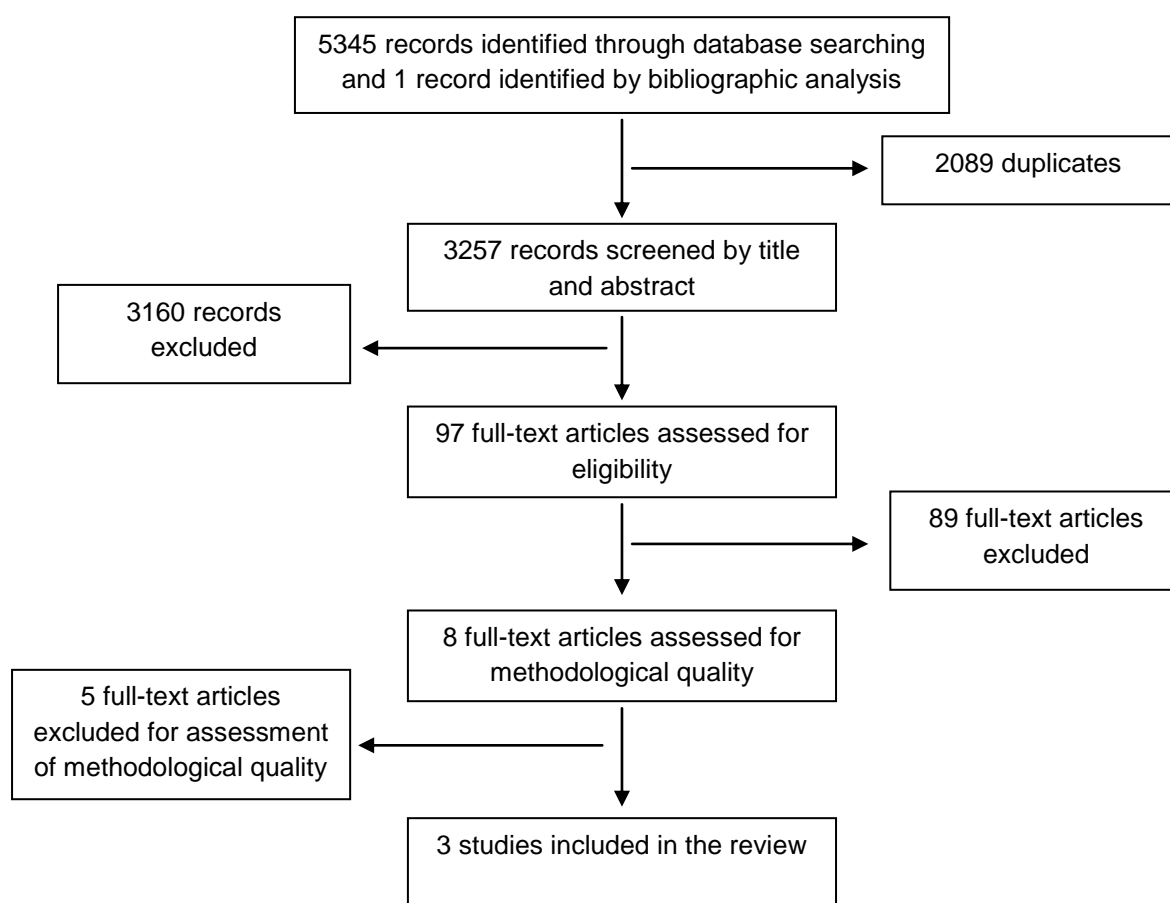 5345 records identified through database searching
and 1 record identified by bibliographic analysis
2089 duplicates
3257 records screened by title
and abstract
3160 records
excluded
97 full-text articles assessed for
eligibility
89 full-text articles
excluded
8 full-text articles assessed for
methodological quality
5 full-text articles
excluded for assessment
of methodological quality
3 studies included in the review